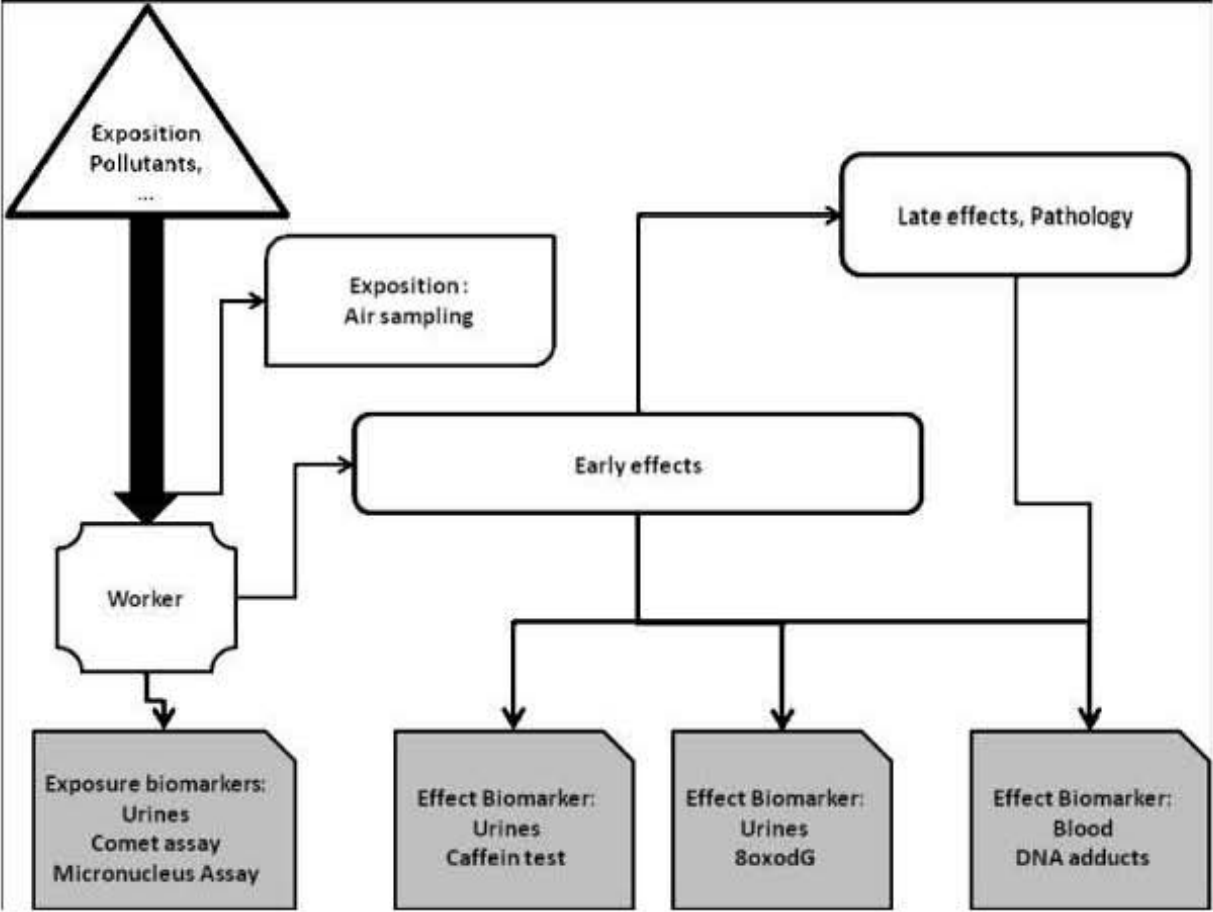 Exposition
Pollutants,
...
Late effects, Pathology
Exposition :
Air sampling
Early effects
Worker
Exposure biomarkers:
Urines
Comet assay
Micronucleus Assay
Effect Biomarker:
Urines
Caffein test
Effect Biomarker:
Urines
8oxodG
Effect Biomarker:
Blood
DNA adducts